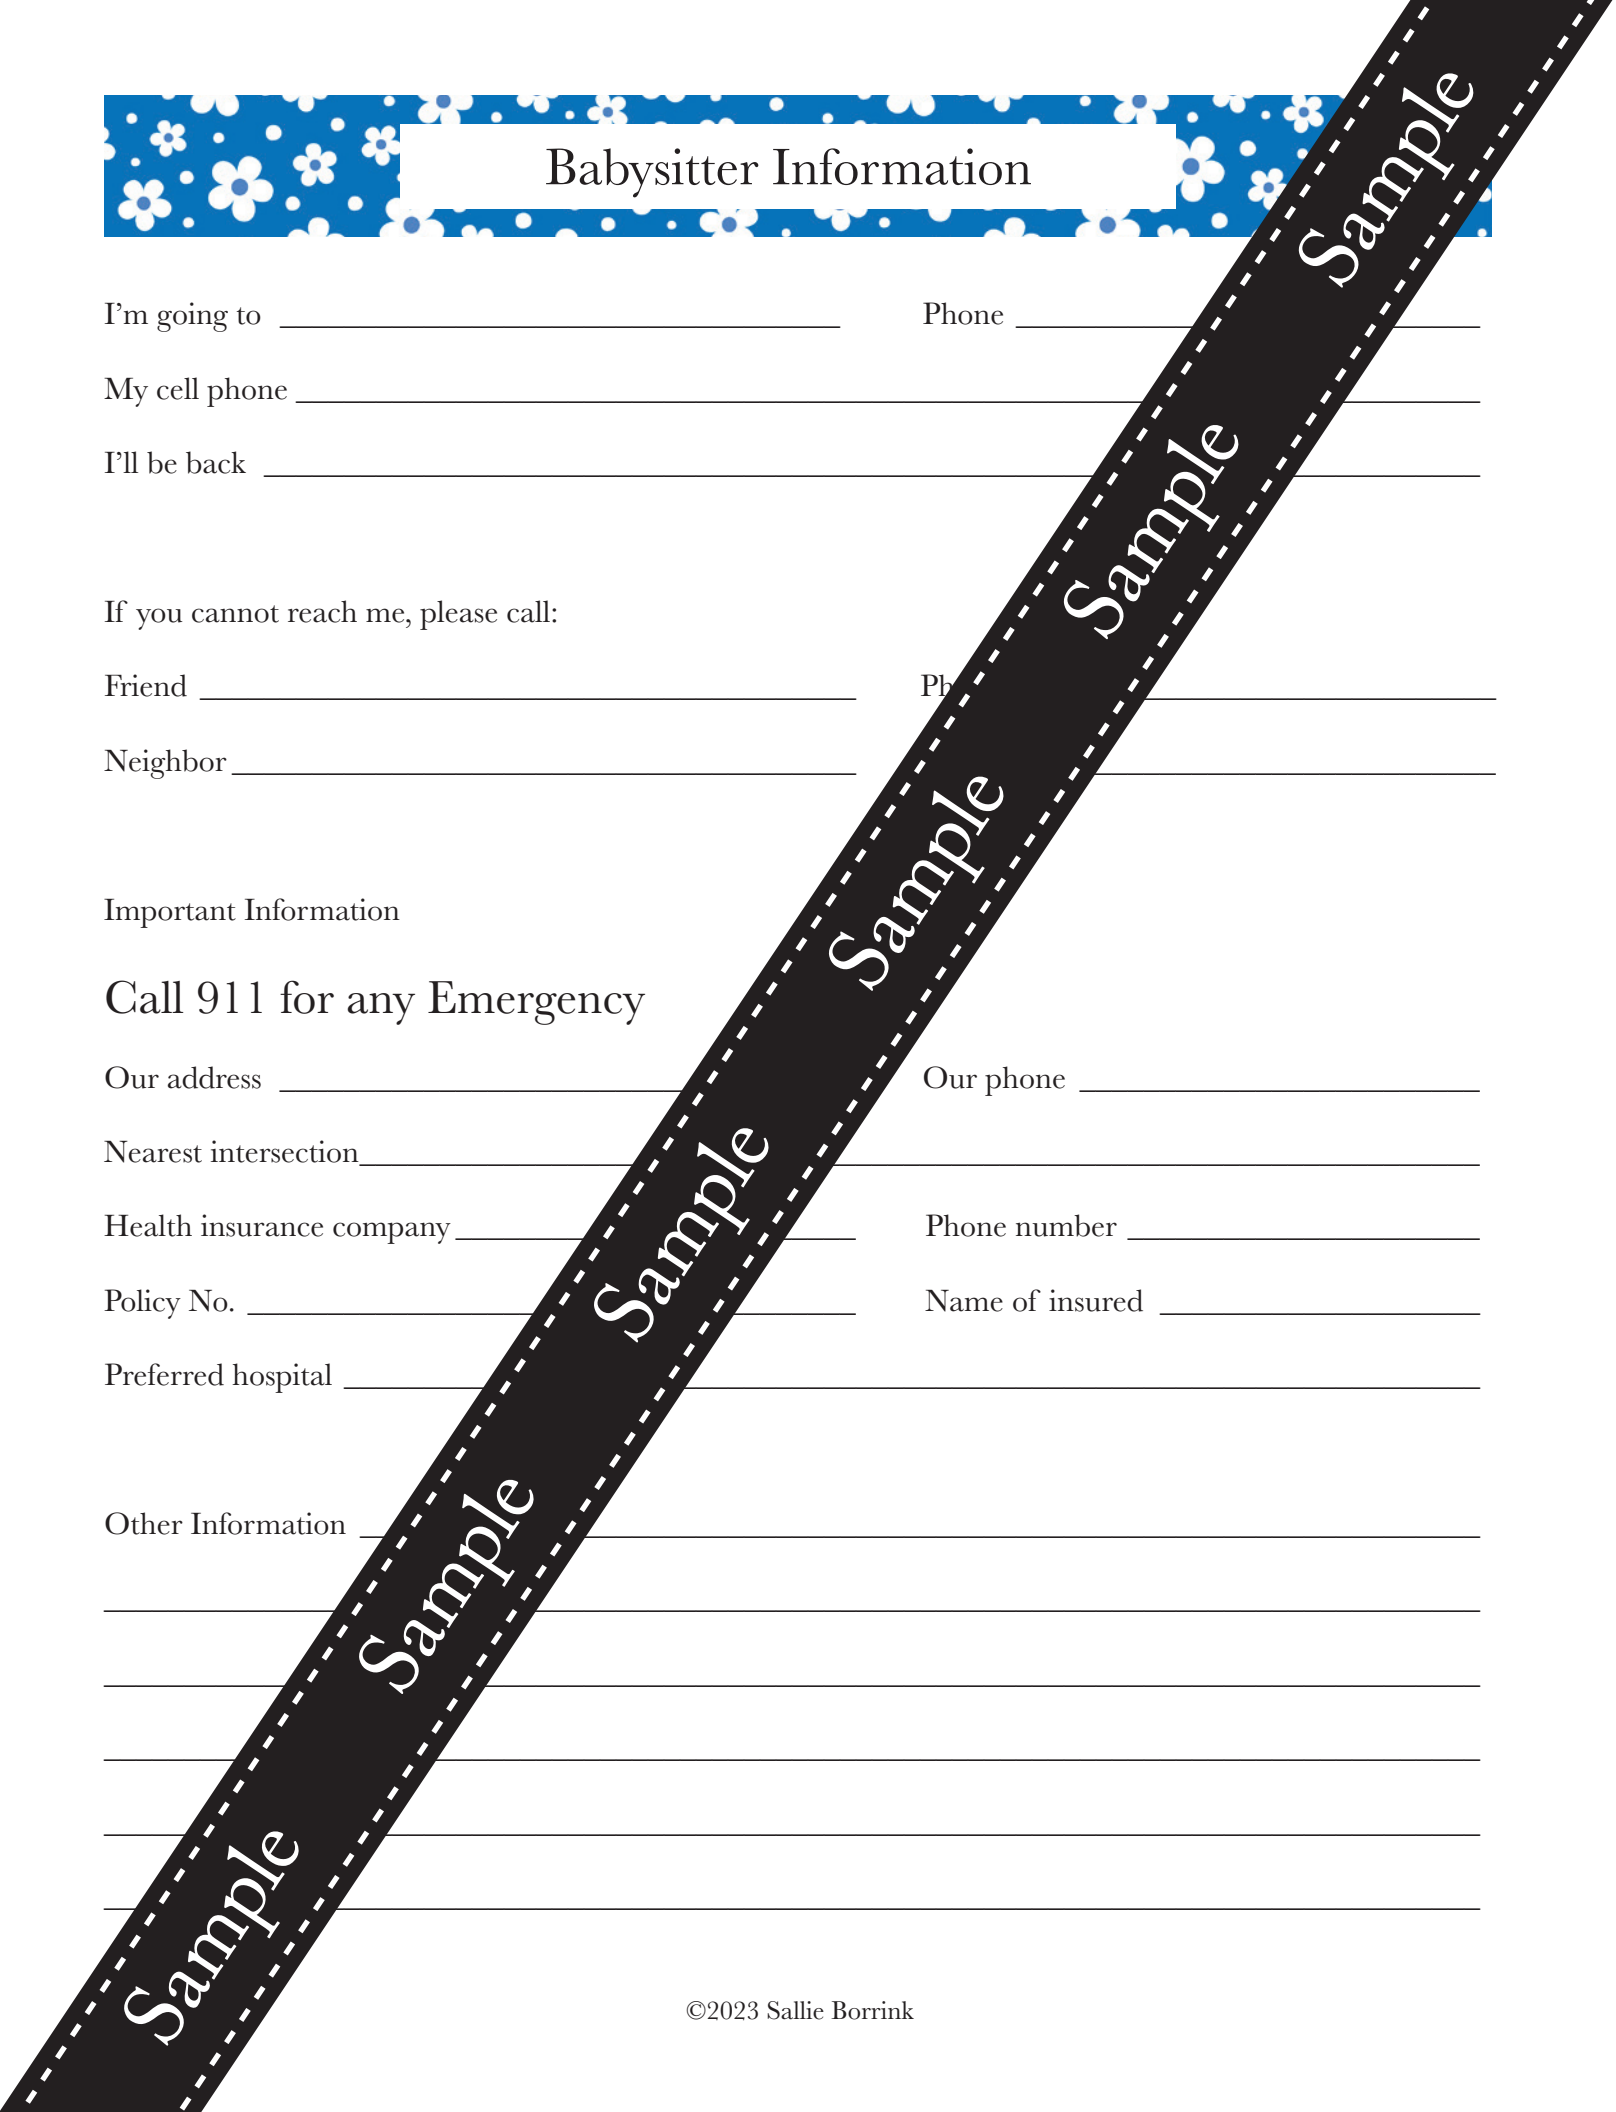 Babysitter Information
I'm going to Phone
My cell phone
I'll be back
If you cannot reach me, please call:
Friend Ph
Neighbor
Important Information
Call 911 for any Emergency
Our address Our phone
Nearest intersection
Health insurance company Phone number
Policy No. Name of insured
Preferred hospital
Other Information
©2023 Sallie Borrink
Sample
Sample
Sample
Sample
Sample
Sample